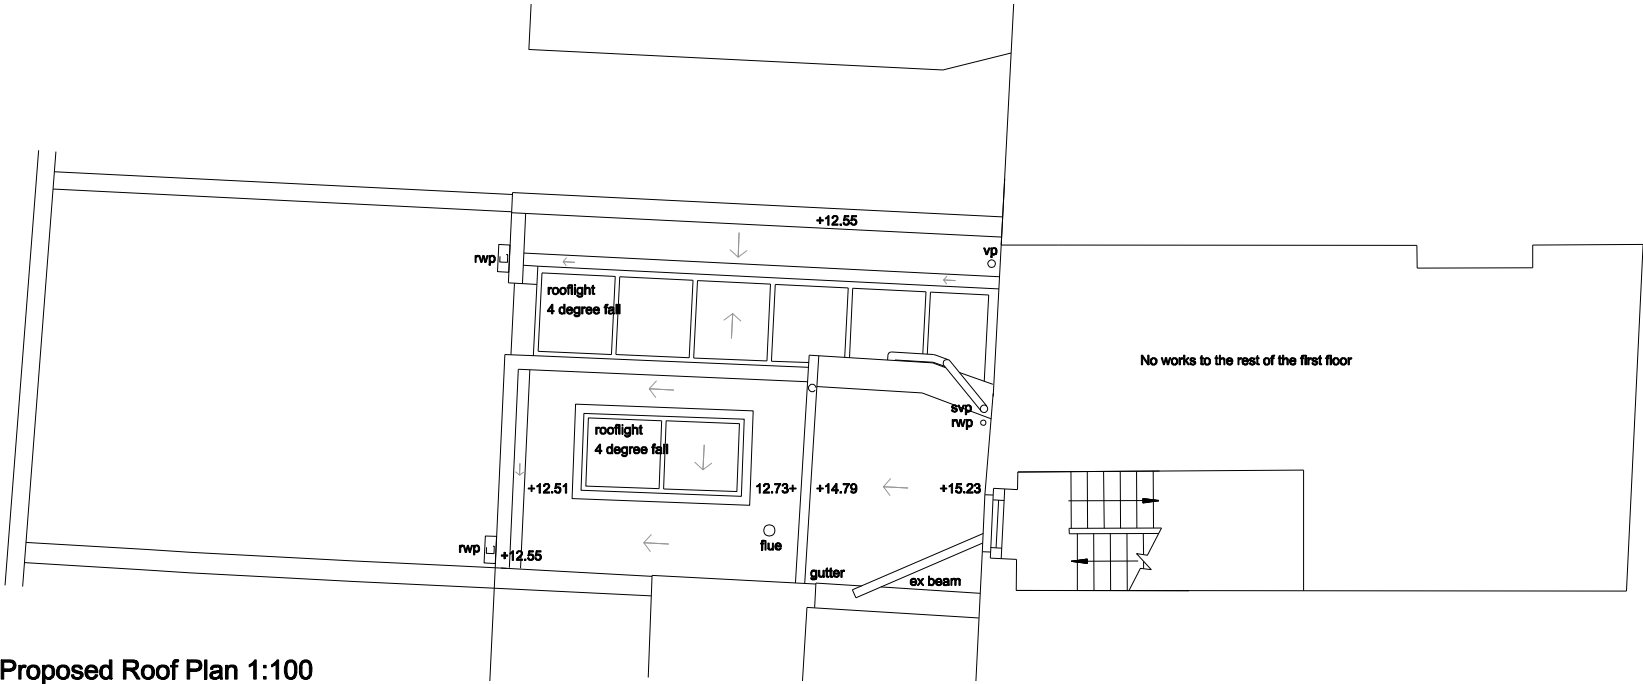 +12.55
vp
rwp
rooflight
4 degree fall
No works to the rest of the first floor
svp
rwp
rooflight
4 degree fall
+12.51
12.73+
+14.79
+15.23
flue
rwp
+12.55
gutter
ex beam
Proposed Roof Plan 1:100